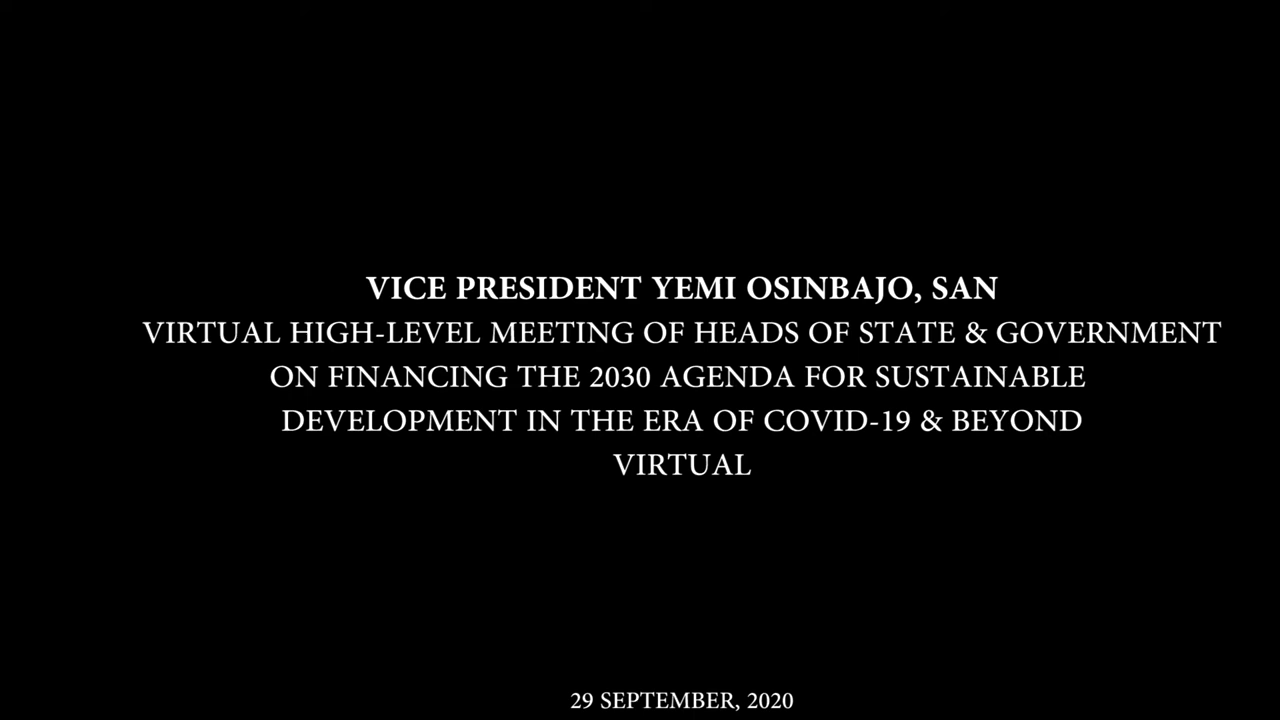 VICE PRESIDENT YEMI OSINBAJO, SAN
VIRTUAL HIGH-LEVEL MEETING OF HEADS OF STATE & GOVERNMENT
ON FINANCING THE 2030 AGENDA FOR SUSTAINABLE
DEVELOPMENT IN THE ERA OF COVID-19 & BEYOND
VIRTUAL
29 SEPTEMBER, 2020